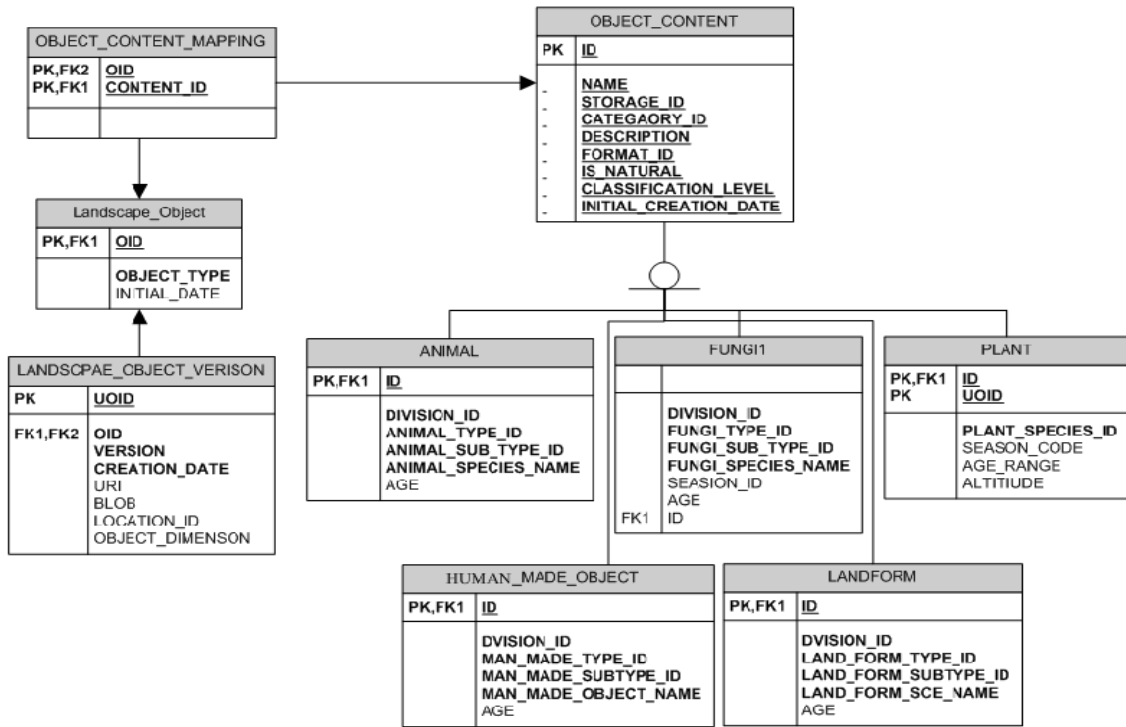 OBJECT_CONTENT_MAPPING
PK,FK2 OID
PK,FK1 CONTENT_ID
OBJECT_CONTENT
PK ID
- NAME
- STORAGE_ID
- CATEGAORY_ID
- DESCRIPTION
- FORMAT_ID
- IS_NATURAL
- CLASSIFICATION_LEVEL
- INITIAL_CREATION_DATE
Landscape_Object
PK,FK1 OID
OBJECT_TYPE
INITIAL_DATE
LANDSCPAE_OBJECT_VERISON
PK UOID
FK1,FK2 OID
VERSION
CREATION_DATE
URI
BLOB
LOCATION_ID
OBJECT_DIMENSON
ANIMAL
PK,FK1 ID
DIVISION_ID
ANIMAL_TYPE_ID
ANIMAL_SUB_TYPE_ID
ANIMAL_SPECIES_NAME
AGE
FUNGI1
DIVISION_ID
FUNGI_TYPE_ID
FUNGI_SUB_TYPE_ID
FUNGI_SPECIES_NAME
SEASION_ID
AGE
FK1 ID
PLANT
PK,FK1 ID
PK UOID
PLANT_SPECIES_ID
SEASON_CODE
AGE_RANGE
ALTITIUDE
HUMAN_MADE_OBJECT
PK,FK1 ID
DVISION_ID
MAN_MADE_TYPE_ID
MAN_MADE_SUBTYPE_ID
MAN_MADE_OBJECT_NAME
AGE
LANDFORM
PK,FK1 ID
DVISION_ID
LAND_FORM_TYPE_ID
LAND_FORM_SUBTYPE_ID
LAND_FORM_SCE_NAME
AGE